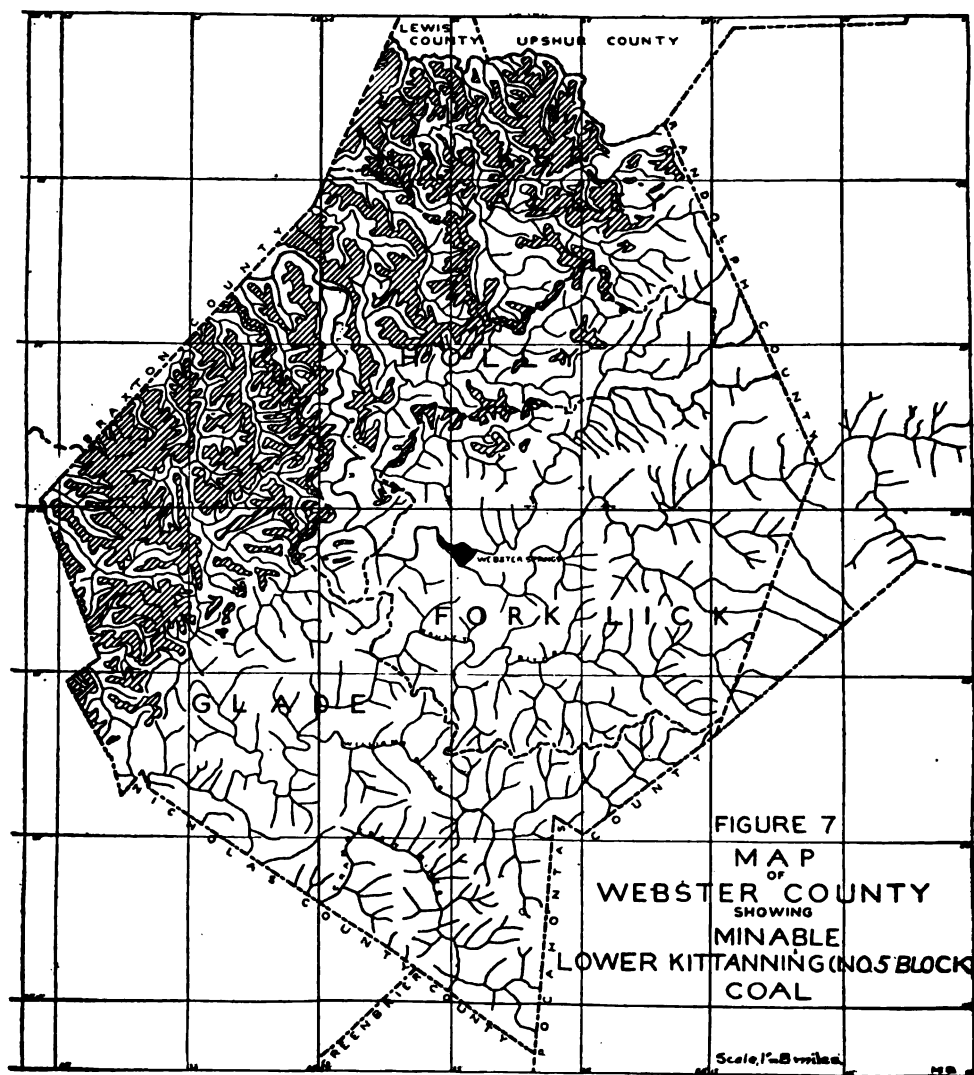 LEWIS
COUNTY
UPSHUR COUNTY
RANDOLPH COUNTY
BRAXTON COUNTY
HOLLY
WEBSTER SPRINGS
FORK LICK
GLADE
NICHOLAS COUNTY
GREENBRIER COUNTY
POCAHONTAS COUNTY
FIGURE 7
MAP
OF
WEBSTER COUNTY
SHOWING
MINABLE
LOWER KITTANNING (NO.5 BLOCK
COAL
Scale, 1"=8 miles